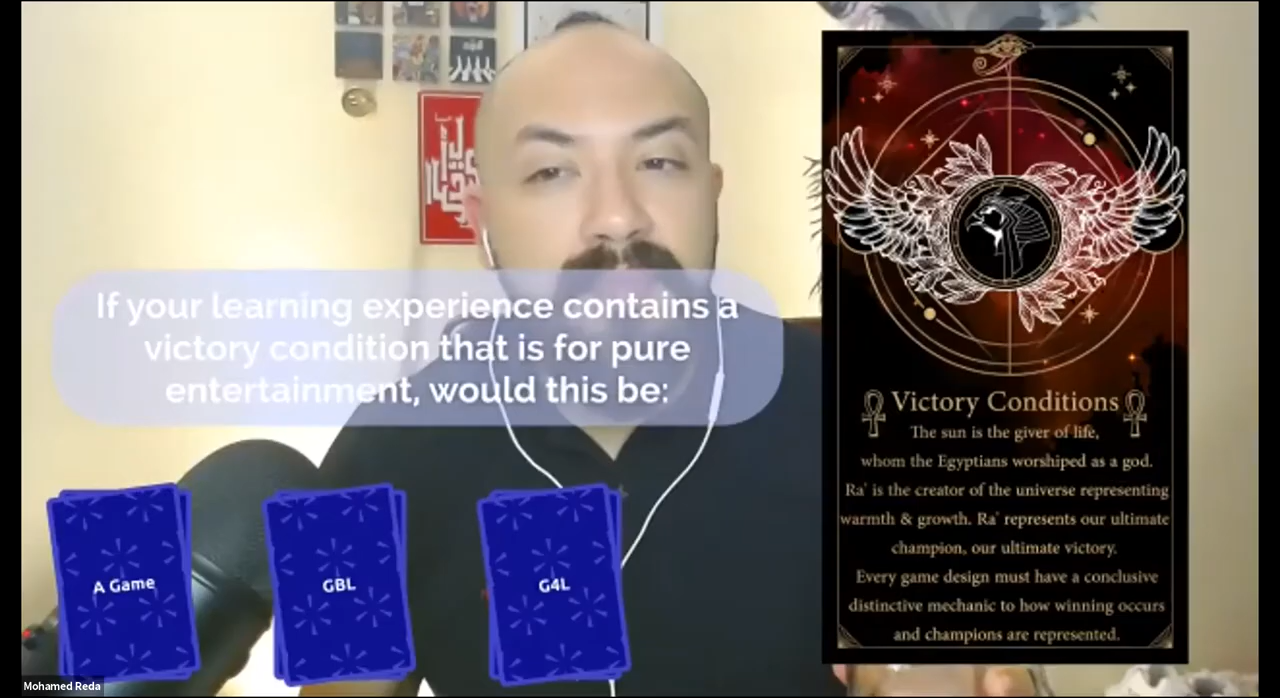 If your learning experience contains a
victory condition that is for pure
entertainment, would this be:
A Game
GBL
G4L
Victory Conditions
The sun is the giver of life,
whom the Egyptians worshiped as a god.
Ra' is the creator of the universe representing
warmth & growth. Ra' represents our ultimate
champion, our ultimate victory.
Every game design must have a conclusive
distinctive mechanic to how winning occurs
and champions are represented.
Mohamed Reda